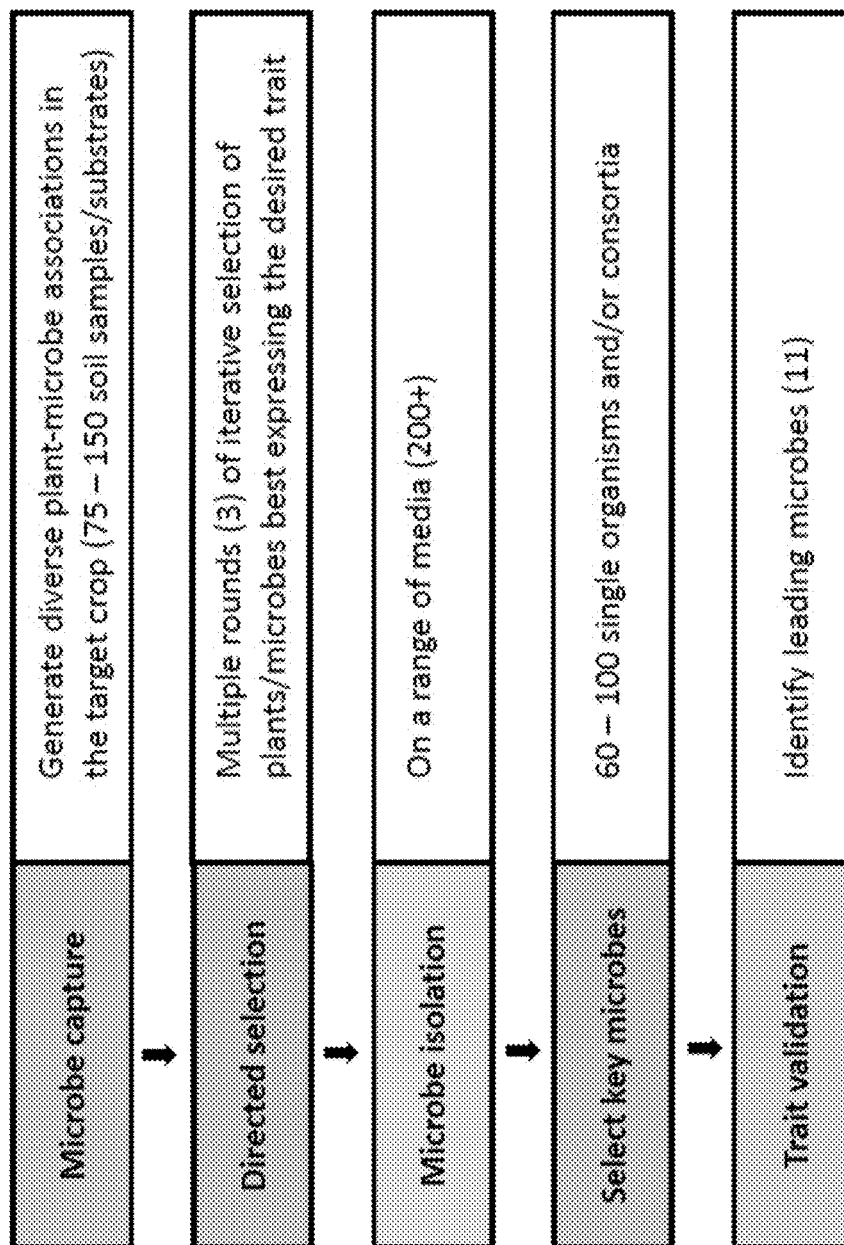 Microbe capture
Generate diverse plant-microbe associations in
the target crop (75 – 150 soil samples/substrates)
Directed selection
Multiple rounds (3) of iterative selection of
plants/microbes best expressing the desired trait
Microbe isolation
On a range of media (200+)
Select key microbes
60 – 100 single organisms and/or consortia
Trait validation
Identify leading microbes (11)